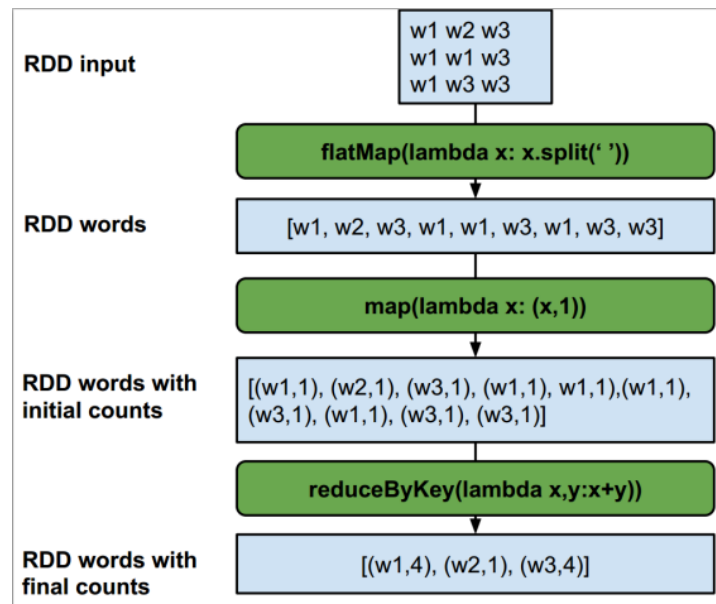 RDD input
w1 w2 w3
w1 w1 w3
w1 w3 w3
flatMap(lambda x: x.split(‘ ’))
RDD words
[w1, w2, w3, w1, w1, w3, w1, w3, w3]
map(lambda x: (x,1))
RDD words with
initial counts
[(w1,1), (w2,1), (w3,1), (w1,1), w1,1),(w1,1),
(w3,1), (w1,1), (w3,1), (w3,1)]
reduceByKey(lambda x,y:x+y))
RDD words with
final counts
[(w1,4), (w2,1), (w3,4)]